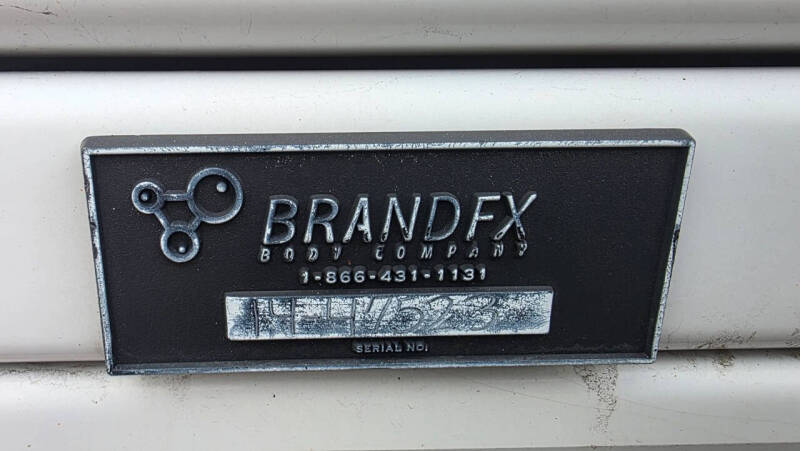 BRANDFX
BODY COMPANY
1-866-431-1131
SERIAL NO: